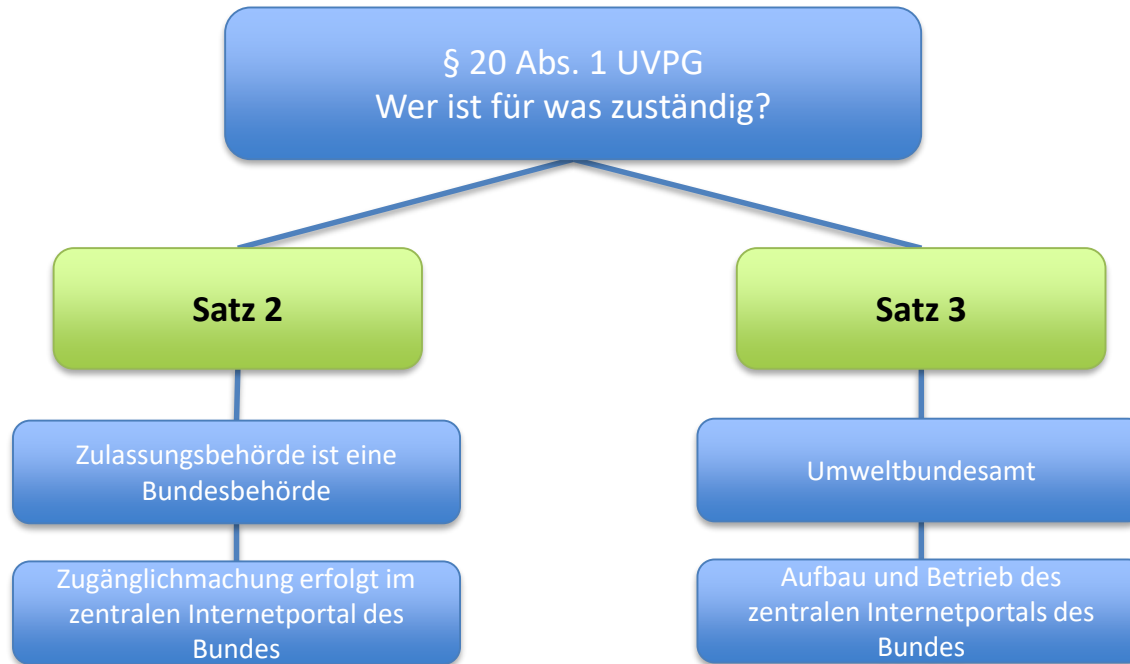 § 20 Abs. 1 UVPG
Wer ist für was zuständig?
Satz 2
Satz 3
Zulassungsbehörde ist eine
Bundesbehörde
Umweltbundesamt
Zugänglichmachung erfolgt im
zentralen Internetportal des
Bundes
Aufbau und Betrieb des
zentralen Internetportals des
Bundes